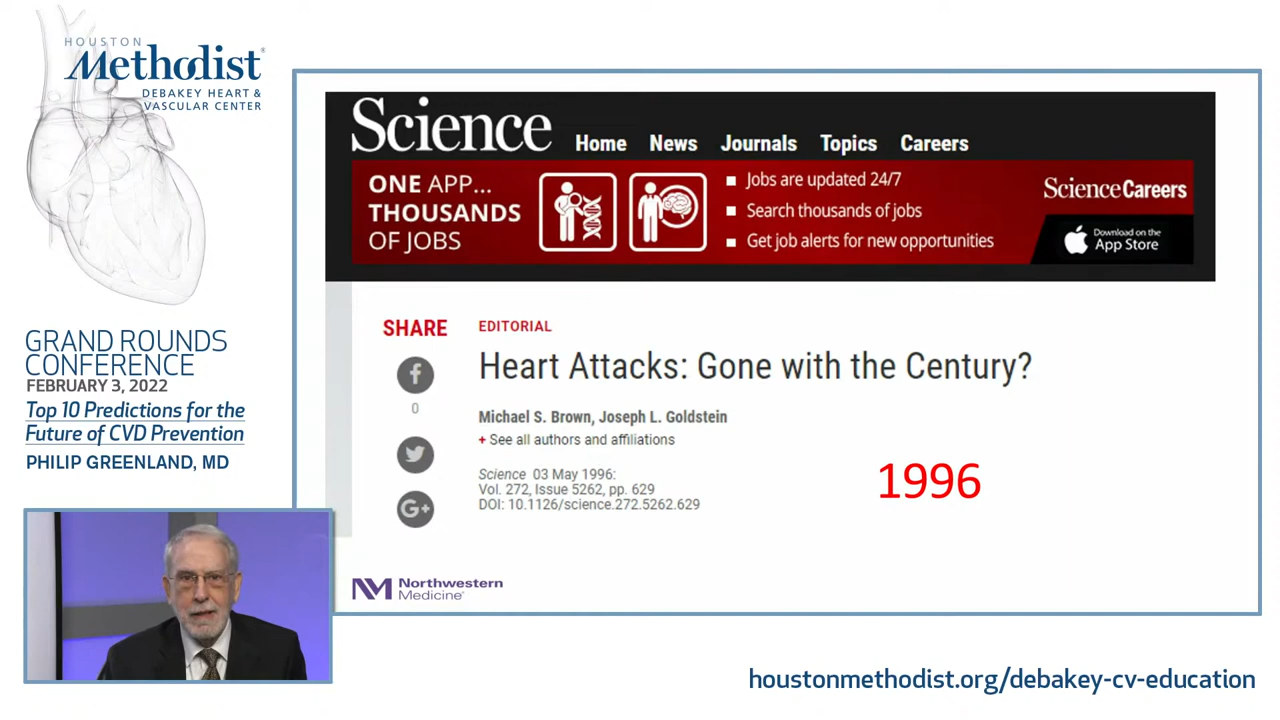 HOUSTON
Methodist
DEBAKEY HEART &
VASCULAR CENTER
GRAND ROUNDS
CONFERENCE
FEBRUARY 3, 2022
Top 10 Predictions for the
Future of CVD Prevention
PHILIP GREENLAND, MD
Science Home News Journals Topics Careers
ONE APP...
THOUSANDS
OF JOBS
Jobs are updated 24/7
Search thousands of jobs
Get job alerts for new opportunities
ScienceCareers
Download on the
App Store
SHARE
f
0
G+
EDITORIAL
Heart Attacks: Gone with the Century?
Michael S. Brown, Joseph L. Goldstein
+ See all authors and affiliations
Science 03 May 1996:
Vol. 272, Issue 5262, pp. 629
DOI: 10.1126/science.272.5262.629
1996
NM Northwestern
Medicine®
houstonmethodist.org/debakey-cv-education